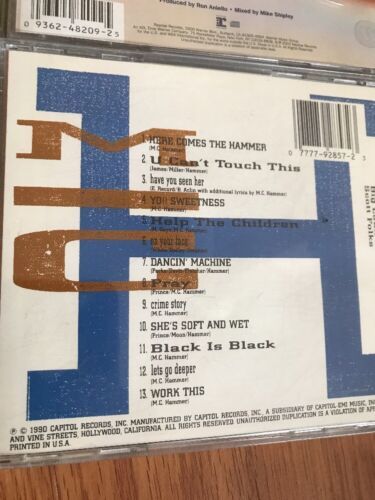 Produced by Ron Aniello • Mixed by Mike Shipley
0 9362-48209-2 5
M.C.
0 7777-92857-2 3
1. HERE COMES THE HAMMER
(M.C. Hammer)
2. U Can't Touch This
(James/Miller/Hammer)
3. have you seen her
(E. Record/B. Acklin with additional lyrics by M.C. Hammer)
4. YO!! SWEETNESS
(M.C. Hammer)
5. Help The Children
6. on your face
7. DANCIN' MACHINE
8. Pray
(Prince/M.C. Hammer)
9. crime story
(M.C. Hammer)
10. SHE'S SOFT AND WET
(Prince/Moon/Hammer)
11. Black Is Black
(M.C. Hammer)
12. lets go deeper
(M.C. Hammer)
13. WORK THIS
(M.C. Hammer)
Scott Folks
℗ © 1990 CAPITOL RECORDS, INC. MANUFACTURED BY CAPITOL RECORDS, INC. A SUBSIDIARY OF CAPITOL-EMI MUSIC, INC.
AND VINE STREETS, HOLLYWOOD, CALIFORNIA. ALL RIGHTS RESERVED. UNAUTHORIZED DUPLICATION IS A VIOLATION OF
PRINTED IN U.S.A.